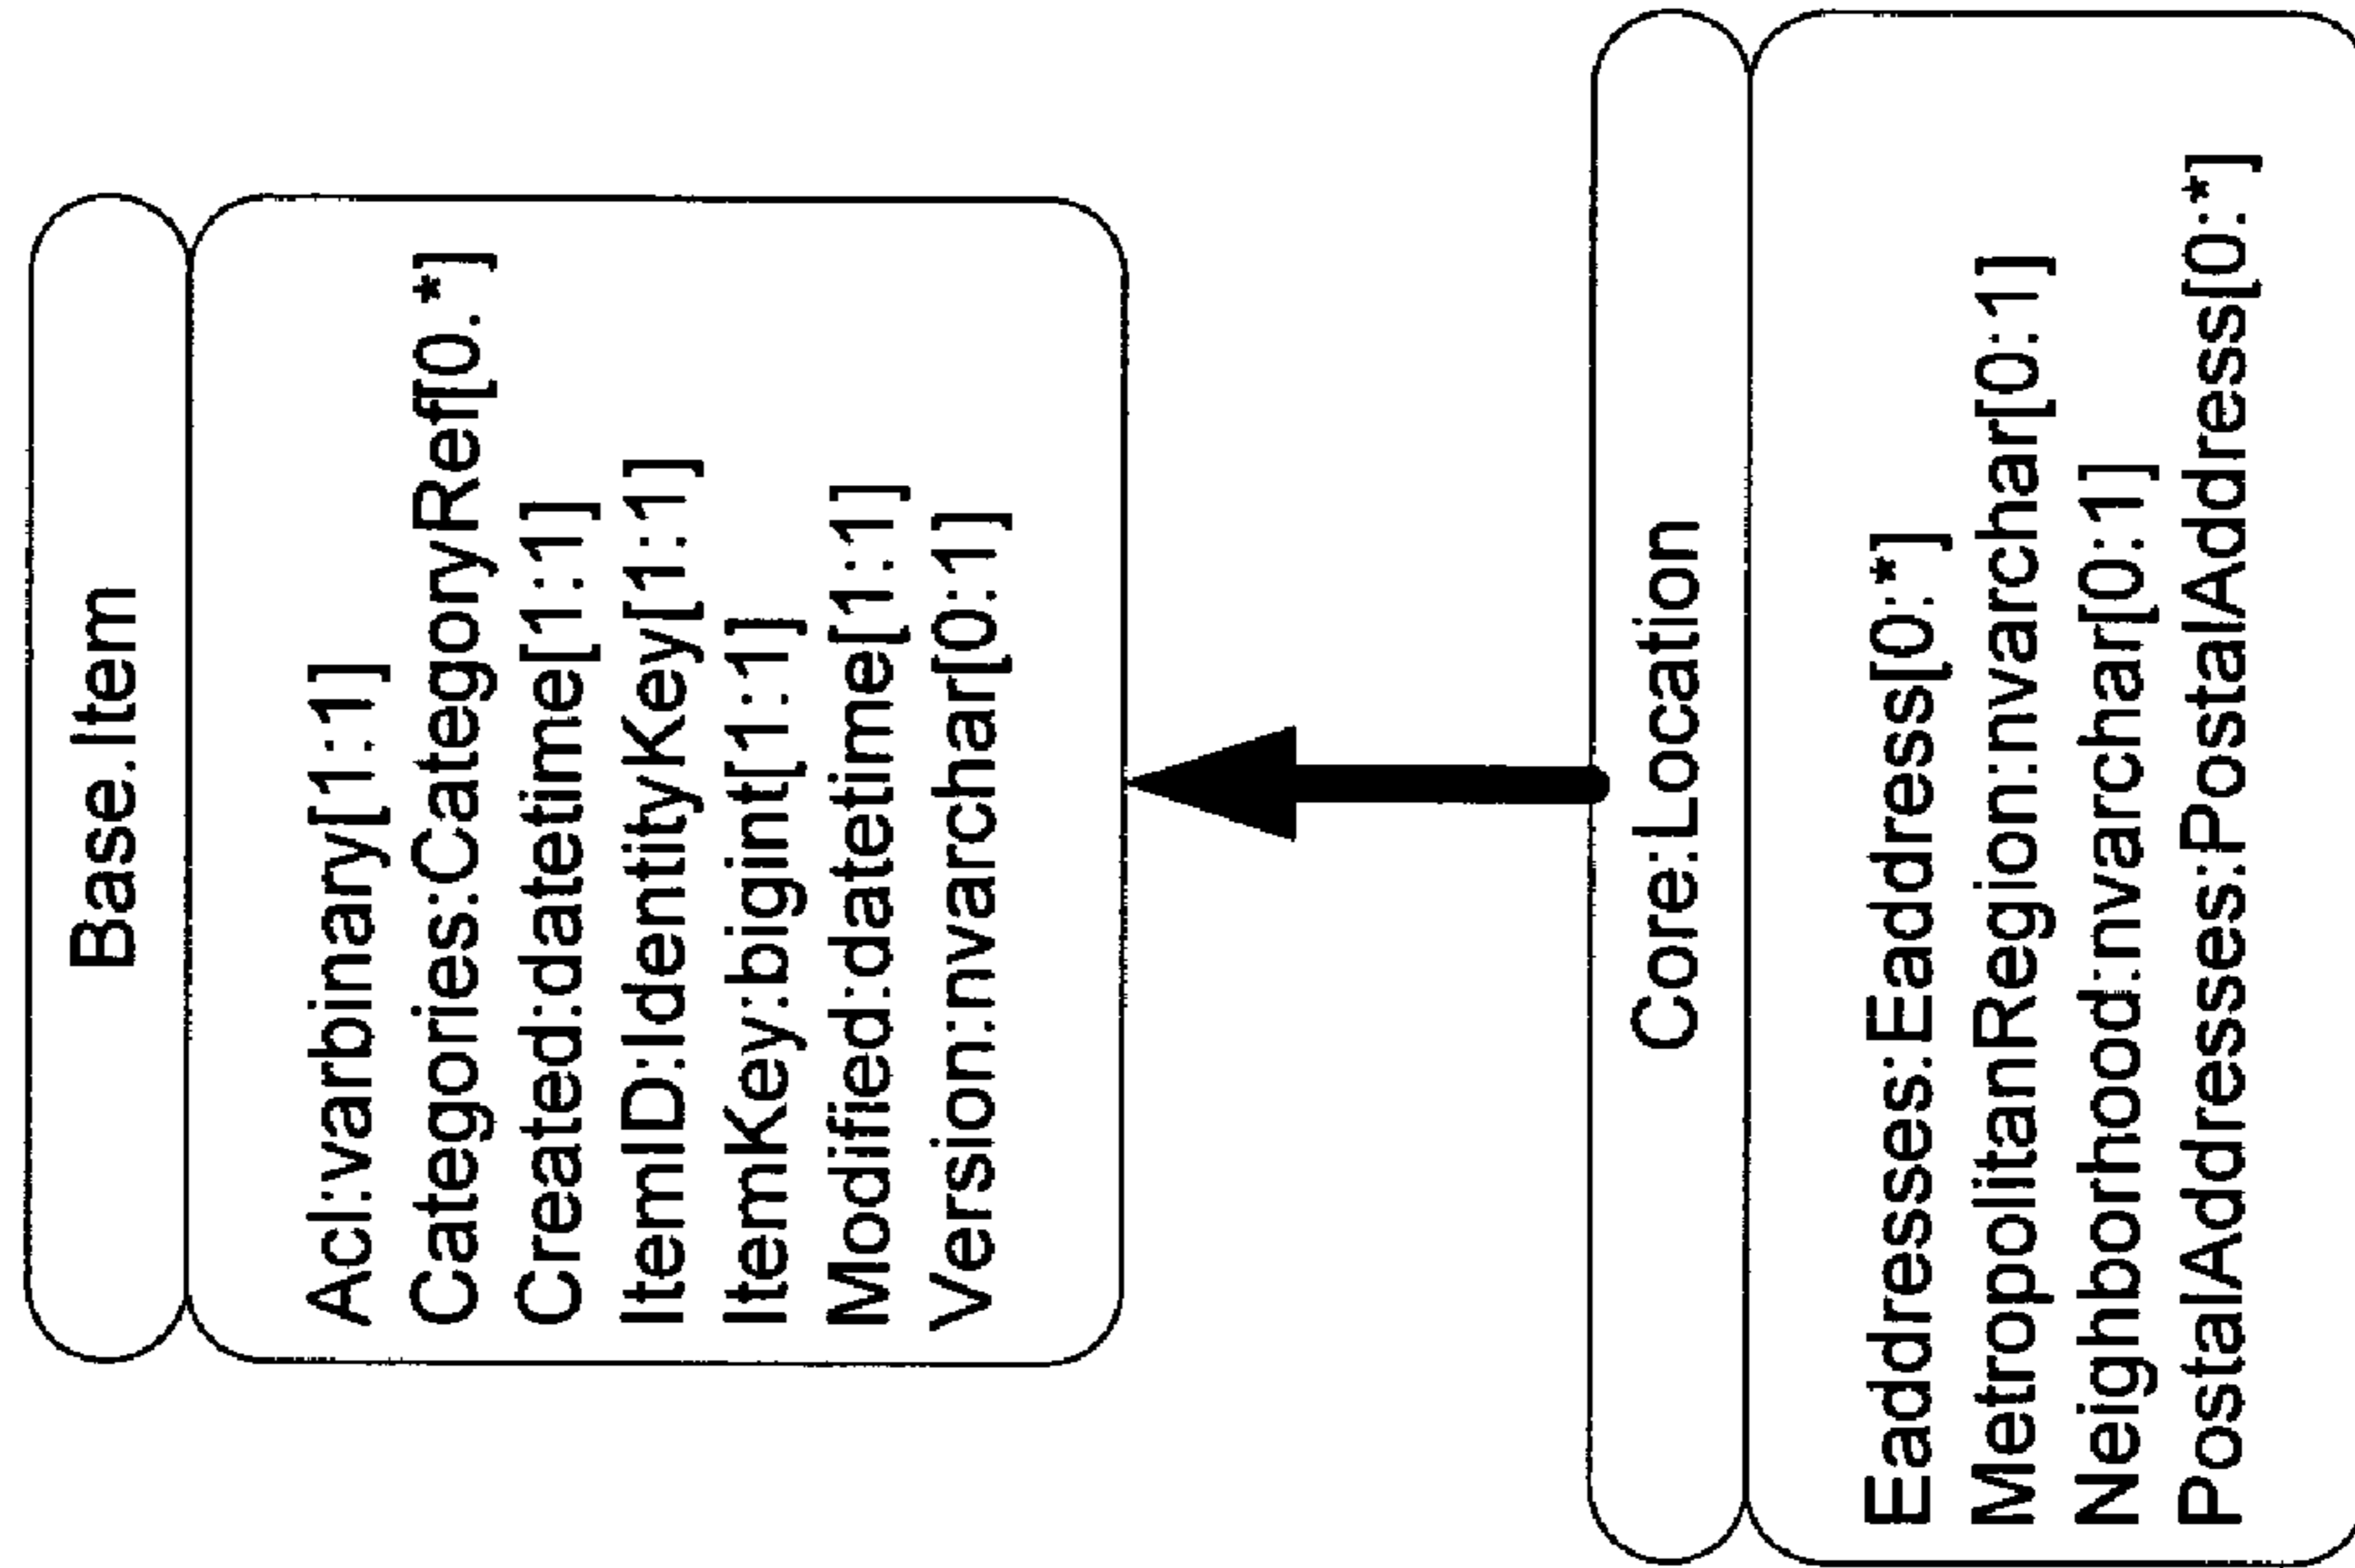 Base.Item
Acl:varbinary[1:1]
Categories:CategoryRef[0.*]
Created:datetime[1:1]
ItemID:IdentityKey[1:1]
ItemKey:bigint[1:1]
Modified:datetime[1:1]
Version:nvarchar[0:1]
Core:Location
Eaddresses:Eaddress[0:*]
MetropolitanRegion:nvarchar[0:1]
Neighborhood:nvarchar[0:1]
PostalAddresses:PostalAddress[0:*]